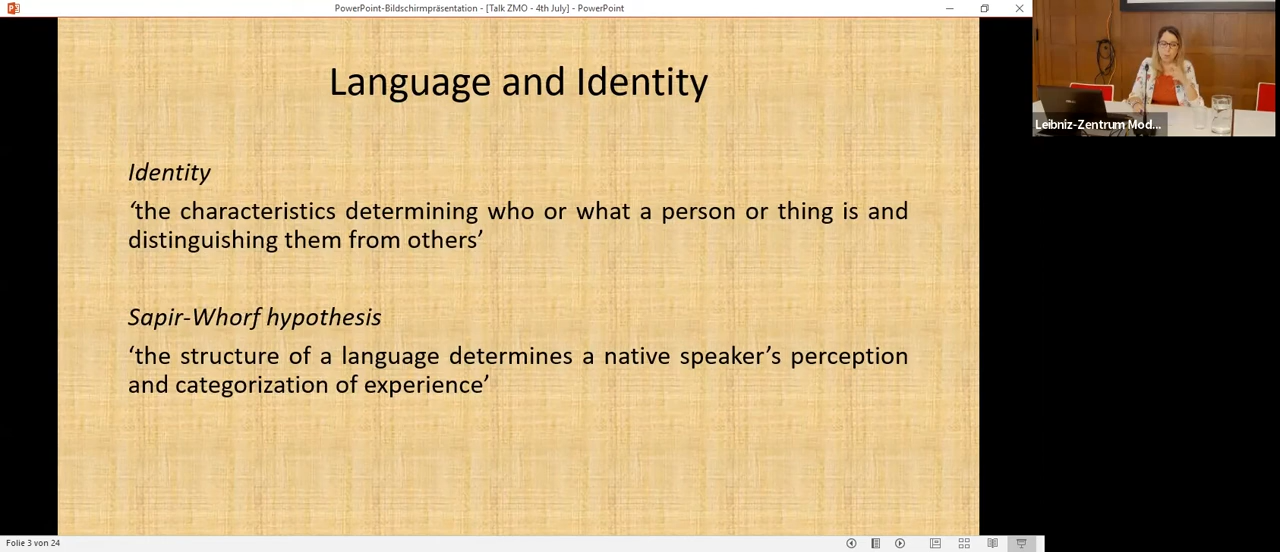 PowerPoint-Bildschirmpräsentation - [Talk ZMO - 4th July] - PowerPoint
Language and Identity
Leibniz-Zentrum Mod...
Identity
‘the characteristics determining who or what a person or thing is and
distinguishing them from others’
Sapir-Whorf hypothesis
‘the structure of a language determines a native speaker’s perception
and categorization of experience’
Folie 3 von 24